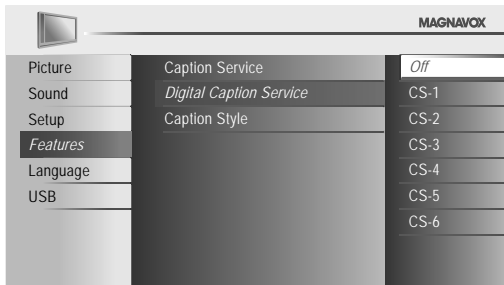 MAGNAVOX
Picture
Sound
Setup
Features
Language
USB
Caption Service
Digital Caption Service
Caption Style
Off
CS-1
CS-2
CS-3
CS-4
CS-5
CS-6